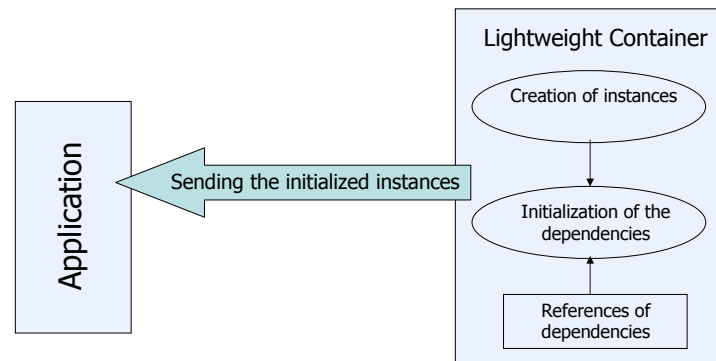 Lightweight Container
Creation of instances
Application
Sending the initialized instances
Initialization of the
dependencies
References of
dependencies